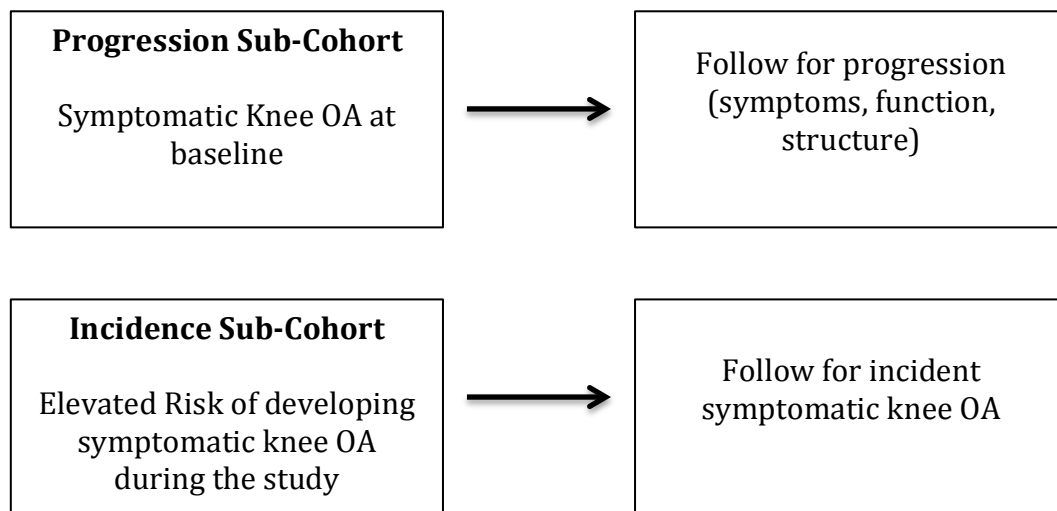 Progression Sub-Cohort
Symptomatic Knee OA at
baseline
Follow for progression
(symptoms, function,
structure)
Incidence Sub-Cohort
Elevated Risk of developing
symptomatic knee OA
during the study
Follow for incident
symptomatic knee OA